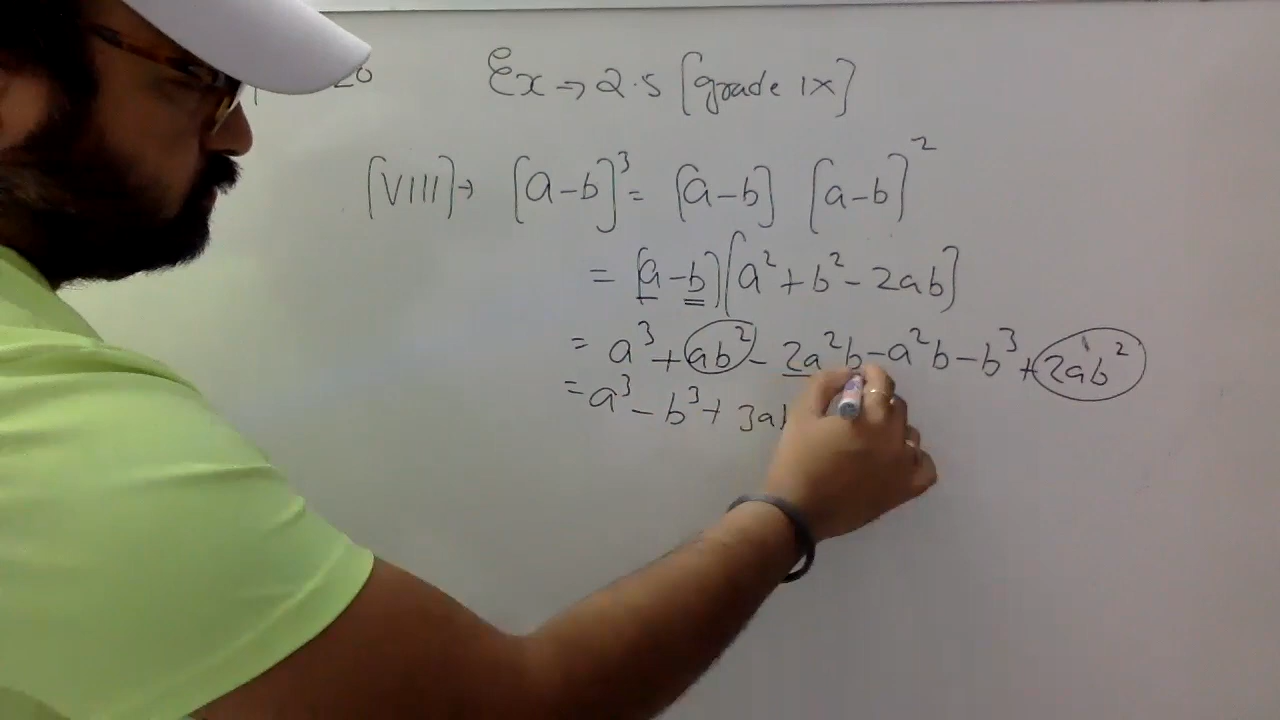 20 Ex → 2.5 [grade IX]
[VIII] → [a-b]³ = [a-b] [a-b]²
= [a-b][a²+b²-2ab]
= a³+ab²-2a²b-a²b-b³+2ab²
= a³-b³+3a